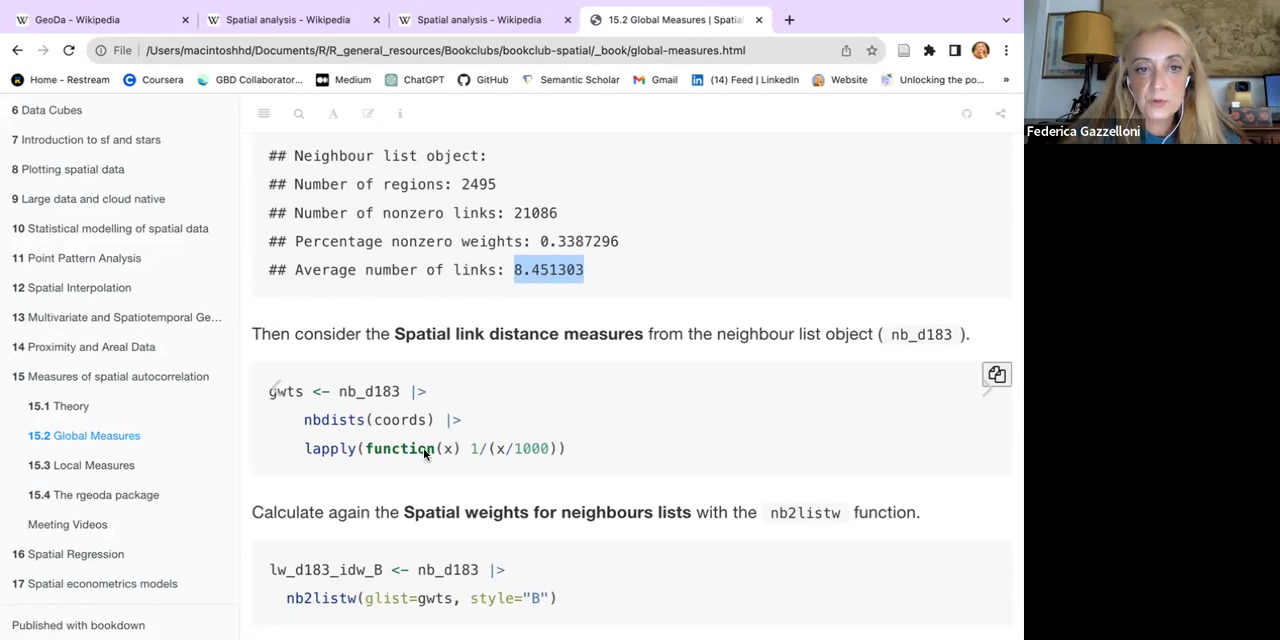 GeoDa - Wikipedia
Spatial analysis - Wikipedia
Spatial analysis - Wikipedia
15.2 Global Measures | Spatial
File
/Users/macintoshhd/Documents/R/R_general_resources/Bookclubs/bookclub-spatial/_book/global-measures.html
Home - Restream
Coursera
GBD Collaborator...
Medium
ChatGPT
GitHub
Semantic Scholar
Gmail
(14) Feed | LinkedIn
Website
Unlocking the po...
»
6 Data Cubes
7 Introduction to sf and stars
8 Plotting spatial data
9 Large data and cloud native
10 Statistical modelling of spatial data
11 Point Pattern Analysis
12 Spatial Interpolation
13 Multivariate and Spatiotemporal Ge...
14 Proximity and Areal Data
15 Measures of spatial autocorrelation
15.1 Theory
15.2 Global Measures
15.3 Local Measures
15.4 The rgeoda package
Meeting Videos
16 Spatial Regression
17 Spatial econometrics models
Published with bookdown
## Neighbour list object:
## Number of regions: 2495
## Number of nonzero links: 21086
## Percentage nonzero weights: 0.3387296
## Average number of links: 8.451303
Then consider the Spatial link distance measures from the neighbour list object ( nb_d183 ).
gwts <- nb_d183 |>
nbdists(coords) |>
lapply(function(x) 1/(x/1000))
Calculate again the Spatial weights for neighbours lists with the nb2listw function.
lw_d183_idw_B <- nb_d183 |>
nb2listw(glist=gwts, style="B")
Federica Gazzelloni